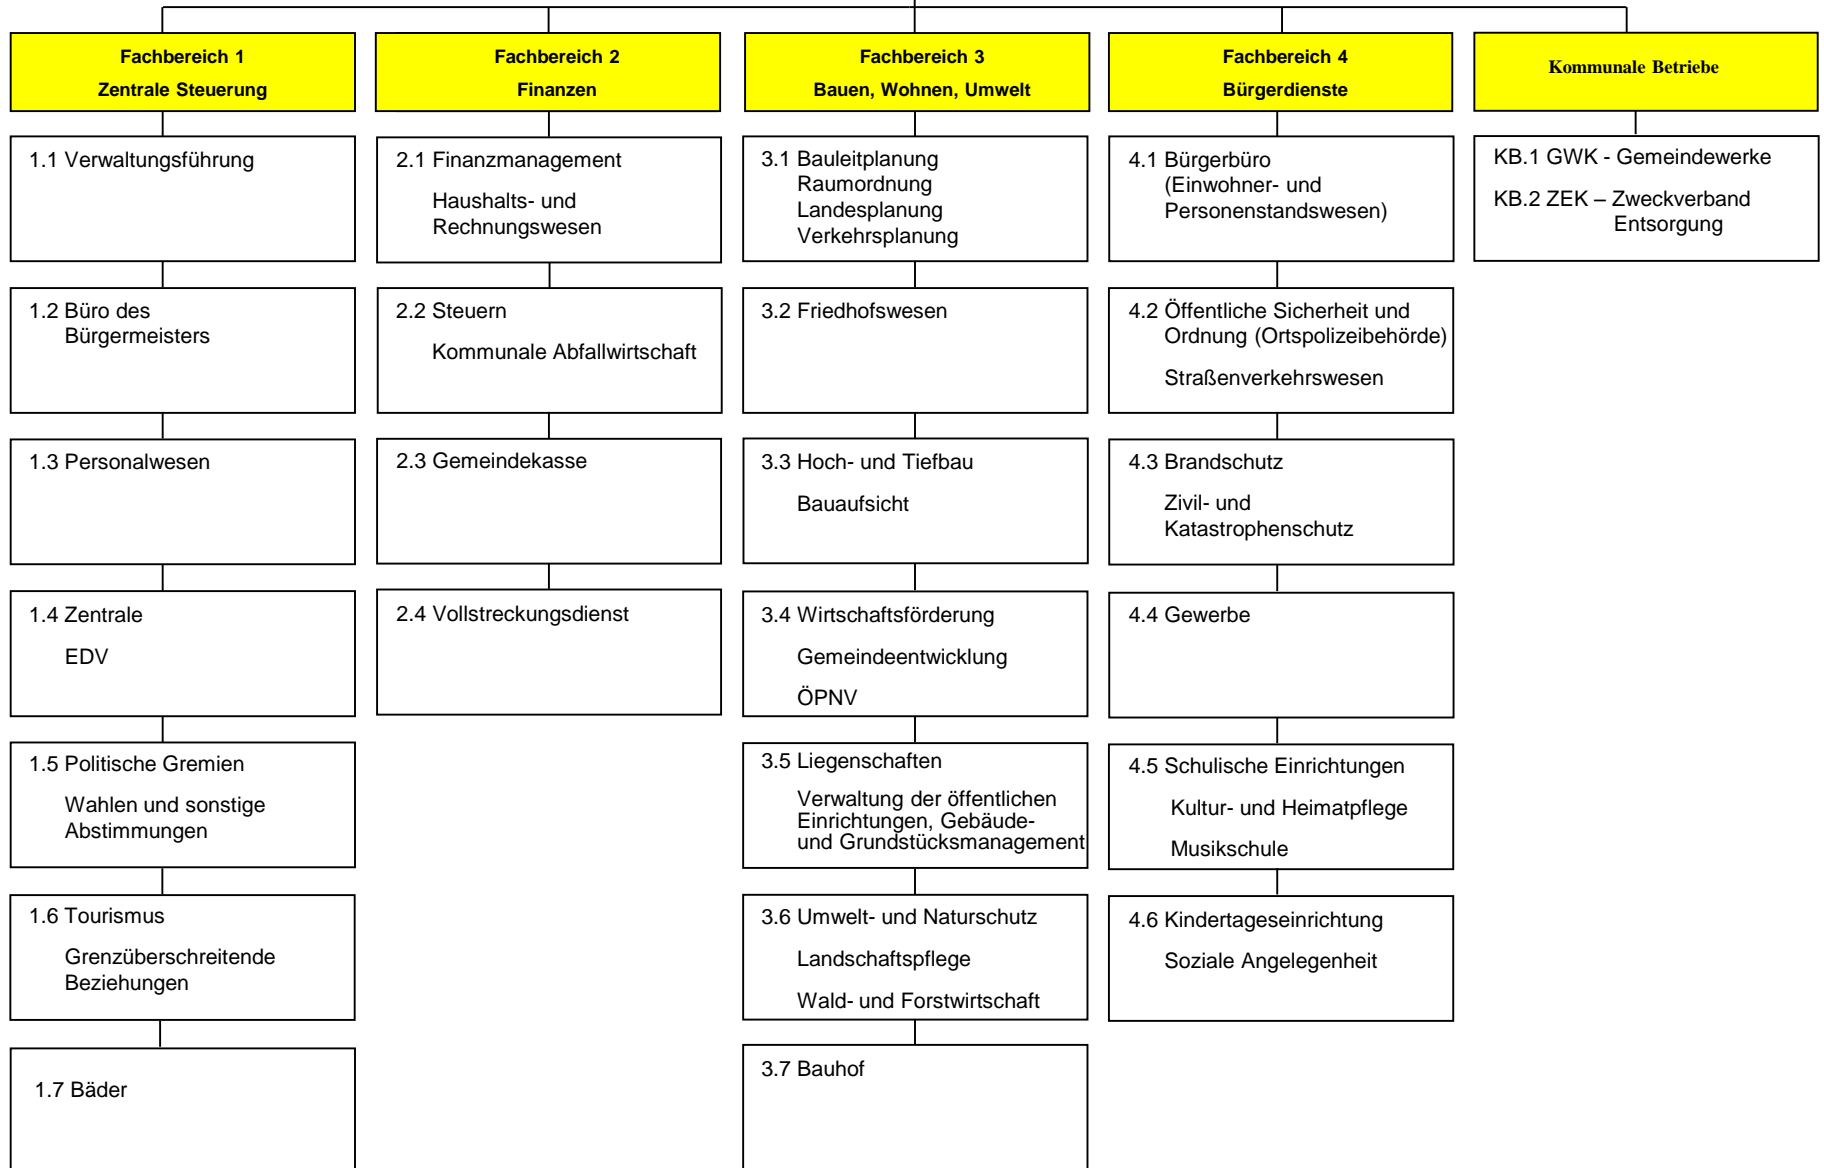 Fachbereich 1
Zentrale Steuerung
1.1 Verwaltungsführung
1.2 Büro des
Bürgermeisters
1.3 Personalwesen
1.4 Zentrale
EDV
1.5 Politische Gremien
Wahlen und sonstige
Abstimmungen
1.6 Tourismus
Grenzüberschreitende
Beziehungen
1.7 Bäder
Fachbereich 2
Finanzen
2.1 Finanzmanagement
Haushalts- und
Rechnungswesen
2.2 Steuern
Kommunale Abfallwirtschaft
2.3 Gemeindekasse
2.4 Vollstreckungsdienst
Fachbereich 3
Bauen, Wohnen, Umwelt
3.1 Bauleitplanung
Raumordnung
Landesplanung
Verkehrsplanung
3.2 Friedhofswesen
3.3 Hoch- und Tiefbau
Bauaufsicht
3.4 Wirtschaftsförderung
Gemeindeentwicklung
ÖPNV
3.5 Liegenschaften
Verwaltung der öffentlichen
Einrichtungen, Gebäude-
und Grundstücksmanagement
3.6 Umwelt- und Naturschutz
Landschaftspflege
Wald- und Forstwirtschaft
3.7 Bauhof
Fachbereich 4
Bürgerdienste
4.1 Bürgerbüro
(Einwohner- und
Personenstandswesen)
4.2 Öffentliche Sicherheit und
Ordnung (Ortspolizeibehörde)
Straßenverkehrswesen
4.3 Brandschutz
Zivil- und
Katastrophenschutz
4.4 Gewerbe
4.5 Schulische Einrichtungen
Kultur- und Heimatpflege
Musikschule
4.6 Kindertageseinrichtung
Soziale Angelegenheit
Kommunale Betriebe
KB.1 GWK - Gemeindewerke
KB.2 ZEK – Zweckverband
Entsorgung